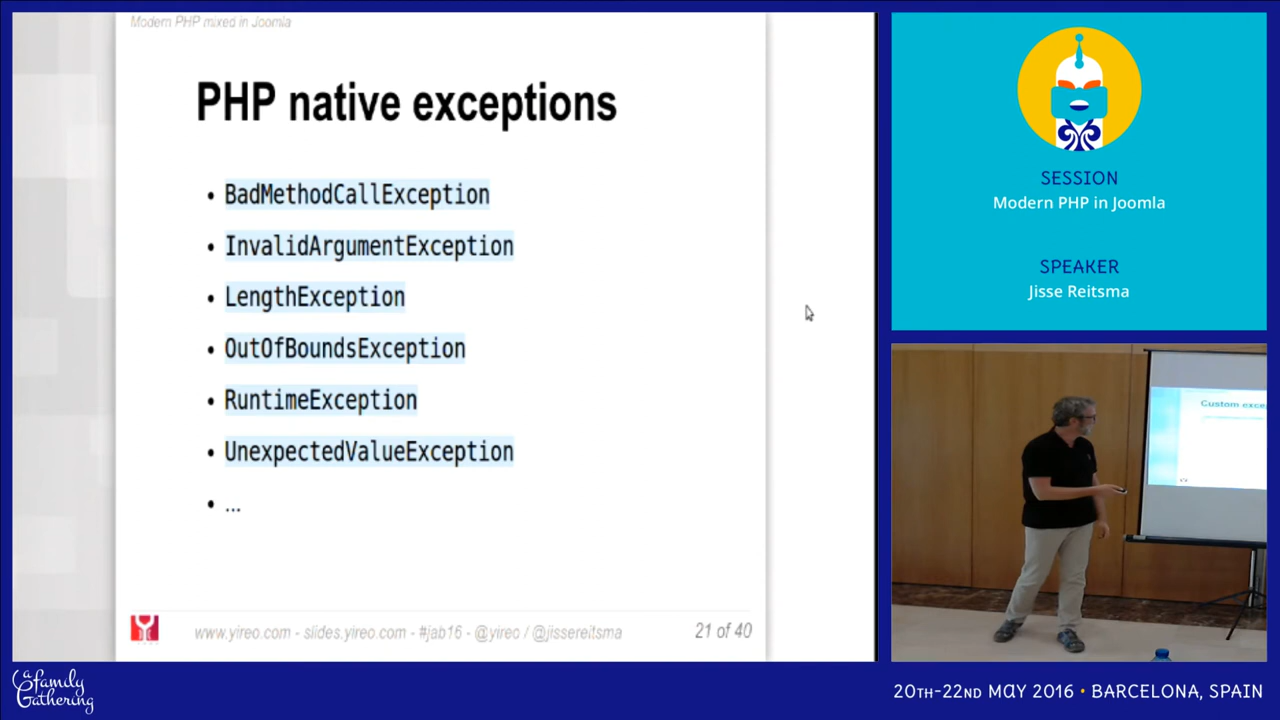 Modern PHP mixed in Joomla
PHP native exceptions
• BadMethodCallException
• InvalidArgumentException
• LengthException
• OutOfBoundsException
• RuntimeException
• UnexpectedValueException
• ...
www.yireo.com - slides.yireo.com - #jab16 - @yireo / @jissereitsma
21 of 40
SESSION
Modern PHP in Joomla
SPEAKER
Jisse Reitsma
Custom exce
a family
Gathering
20TH-22ND MAY 2016 • BARCELONA, SPAIN